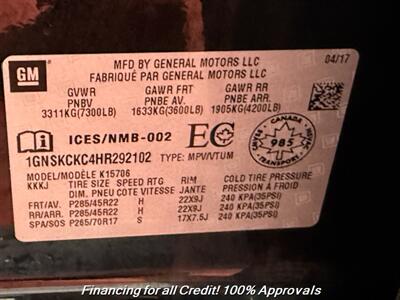 GM
MFD BY GENERAL MOTORS LLC
FABRIQUÉ PAR GENERAL MOTORS LLC
04/17
GVWR GAWR FRT GAWR RR
PNBV PNBE AV. PNBE ARR.
3311KG(7300LB) 1633KG(3600LB) 1905KG(4200LB)
ICES/NMB-002
EC
CANADA
985
1GNSKCKC4HR292102 TYPE: MPV/VTUM
MODEL/MODÈLE K15706
KKKJ TIRE SIZE SPEED RTG RIM COLD TIRE PRESSURE
DIM. PNEU COTE VITESSE JANTE PRESSION À FROID
FRT/AV. P285/45R22 H 22X9J 240 KPA(35PSI)
RR/ARR. P285/45R22 H 22X9J 240 KPA(35PSI)
SPA/SOS P265/70R17 S 17X7.5J 240 KPA(35PSI)
Financing for all Credit! 100% Approvals